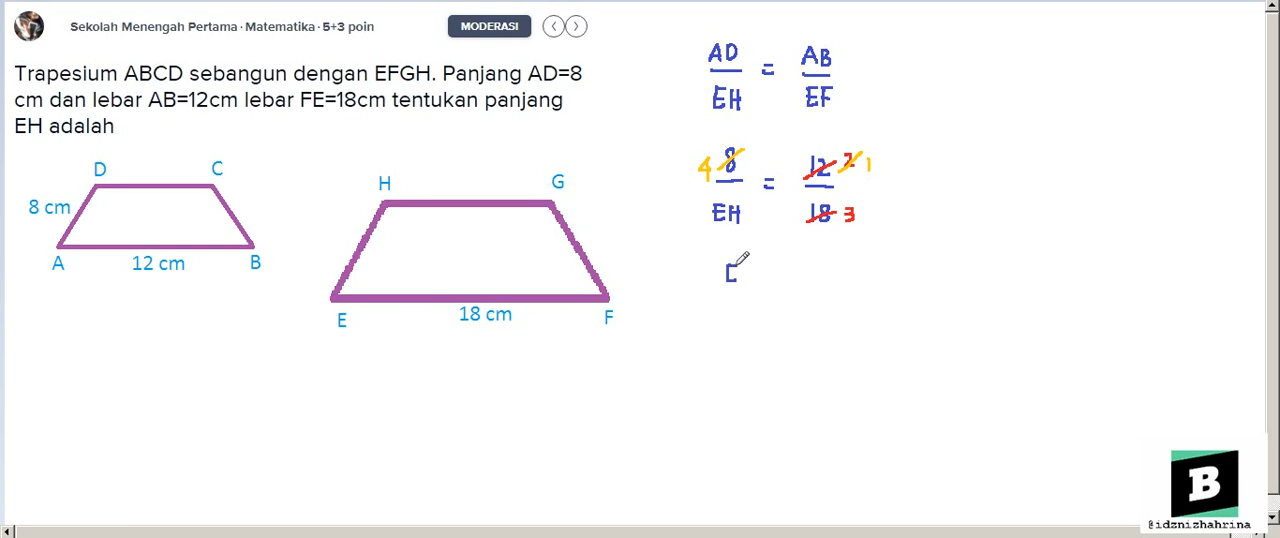 Sekolah Menengah Pertama · Matematika · 5+3 poin
MODERASI
Trapesium ABCD sebangun dengan EFGH. Panjang AD=8
cm dan lebar AB=12cm lebar FE=18cm tentukan panjang
EH adalah
D
C
8 cm
A
12 cm
B
H
G
E
18 cm
F
AD = AB
EH EF
4 8 = 12 2 1
EH 18 3
B
@idznizhahrina